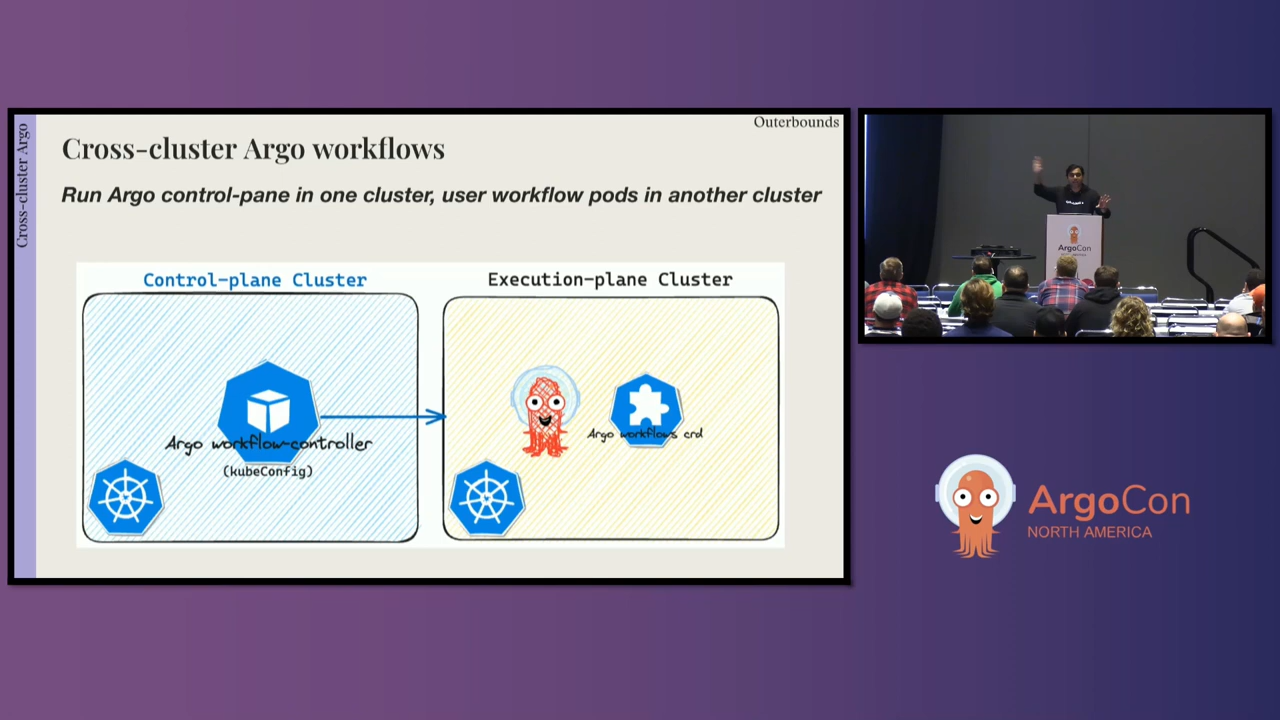 Cross-cluster Argo
Outerbounds
Cross-cluster Argo workflows
Run Argo control-pane in one cluster, user workflow pods in another cluster
Control-plane Cluster
Execution-plane Cluster
Argo workflow-controller
(kubeConfig)
Argo workflows crd
ArgoCon
ArgoCon
NORTH AMERICA